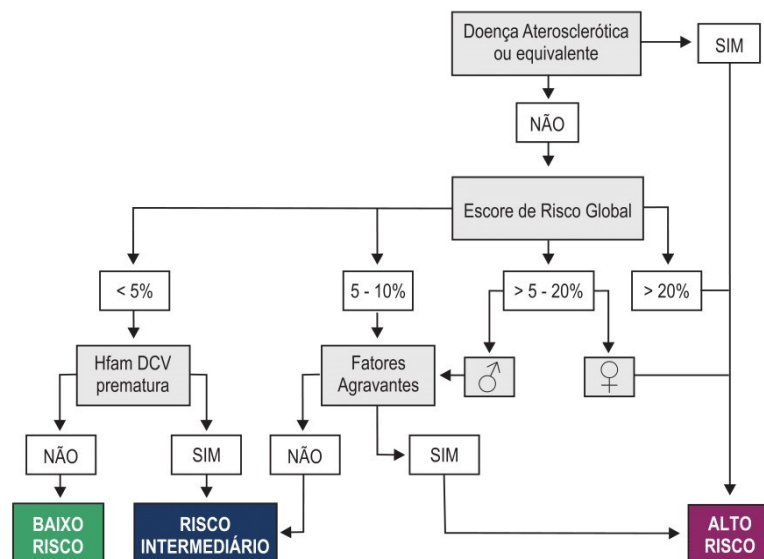 Doença Aterosclerótica
ou equivalente
SIM
NÃO
Escore de Risco Global
< 5%
5 - 10%
> 5 - 20%
> 20%
Hfam DCV
prematura
Fatores
Agravantes
♂
♀
NÃO
SIM
NÃO
SIM
BAIXO
RISCO
RISCO
INTERMEDIÁRIO
ALTO
RISCO